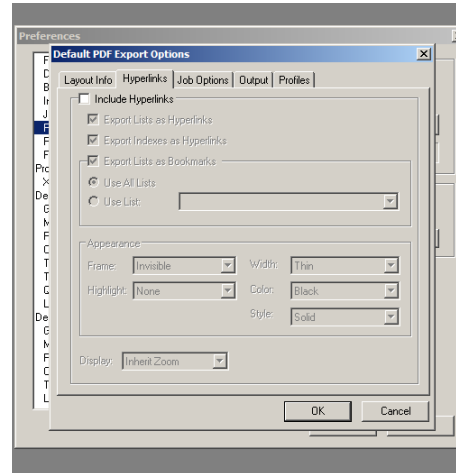 Preferences
Default PDF Export Options
Layout Info Hyperlinks Job Options Output Profiles
Include Hyperlinks
Export Lists as Hyperlinks
Export Indexes as Hyperlinks
Export Lists as Bookmarks
Use All Lists
Use List:
Appearance
Frame: Invisible Width: Thin
Highlight: None Color: Black
Style: Solid
Display: Inherit Zoom
OK Cancel